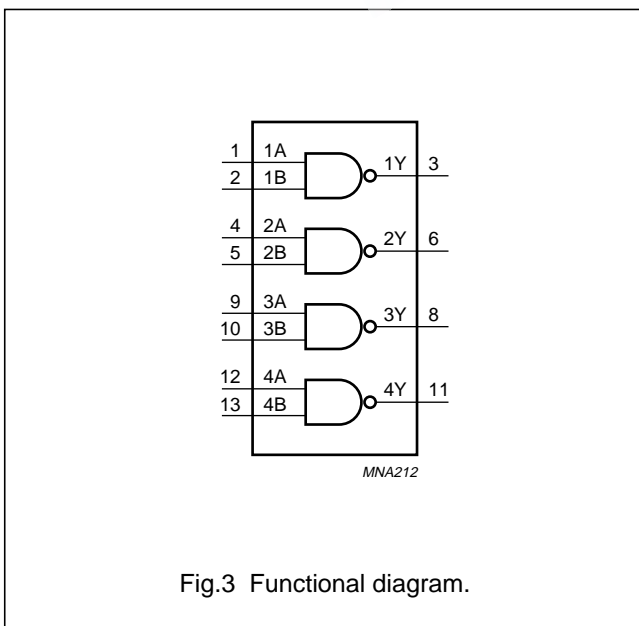 1 1A
1Y 3
2 1B
4 2A
2Y 6
5 2B
9 3A
3Y 8
10 3B
12 4A
4Y 11
13 4B
MNA212
Fig.3 Functional diagram.